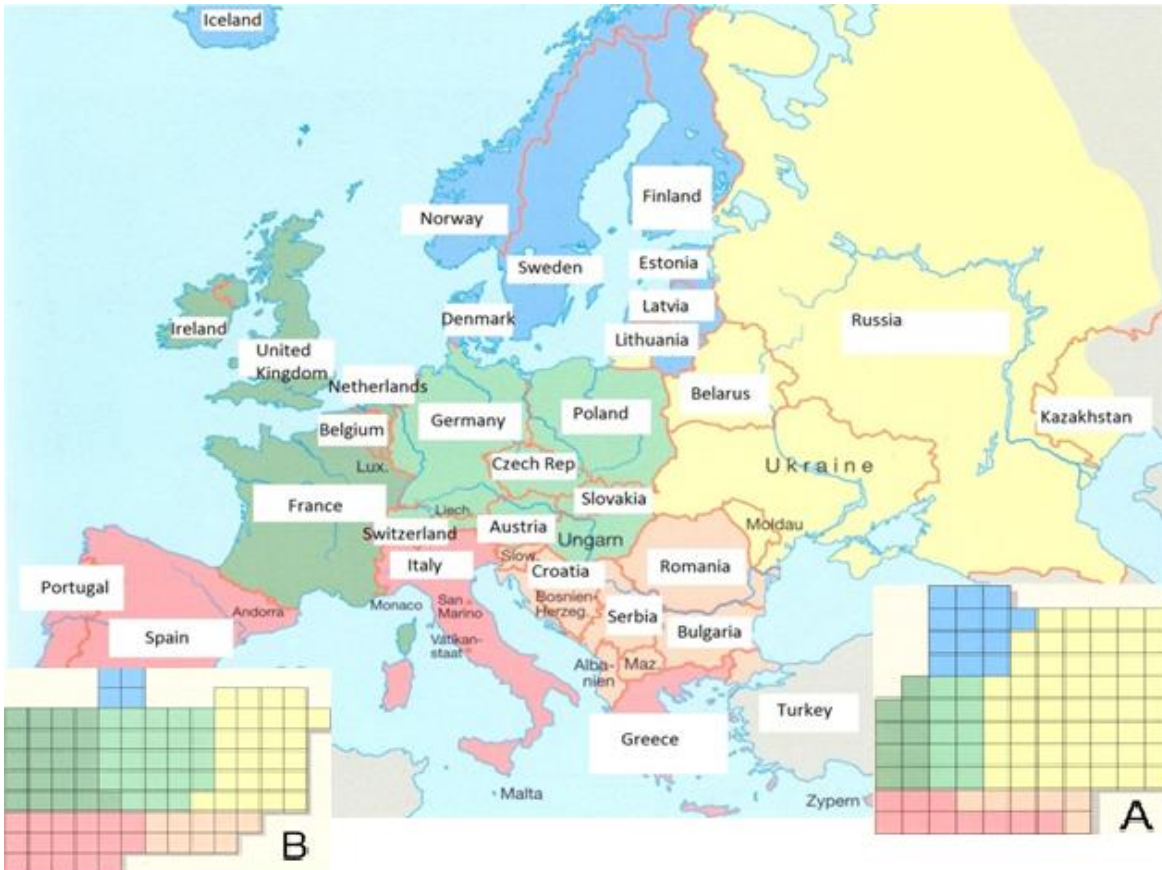 Iceland
Finland
Norway
Sweden
Estonia
Latvia
Denmark
Russia
Ireland
Lithuania
United
Kingdom
Netherlands
Belarus
Germany
Poland
Kazakhstan
Belgium
Lux.
Czech Rep
Ukraine
France
Slovakia
Liech.
Switzerland
Austria
Moldau
Ungarn
Slow.
Italy
Croatia
Romania
Portugal
Andorra
Monaco
San
Marino
Bosnien-
Herzeg.
Serbia
Spain
Vatikan-
staat
Bulgaria
Alba-
nien
Maz.
Turkey
Greece
Malta
Zypern
A
B